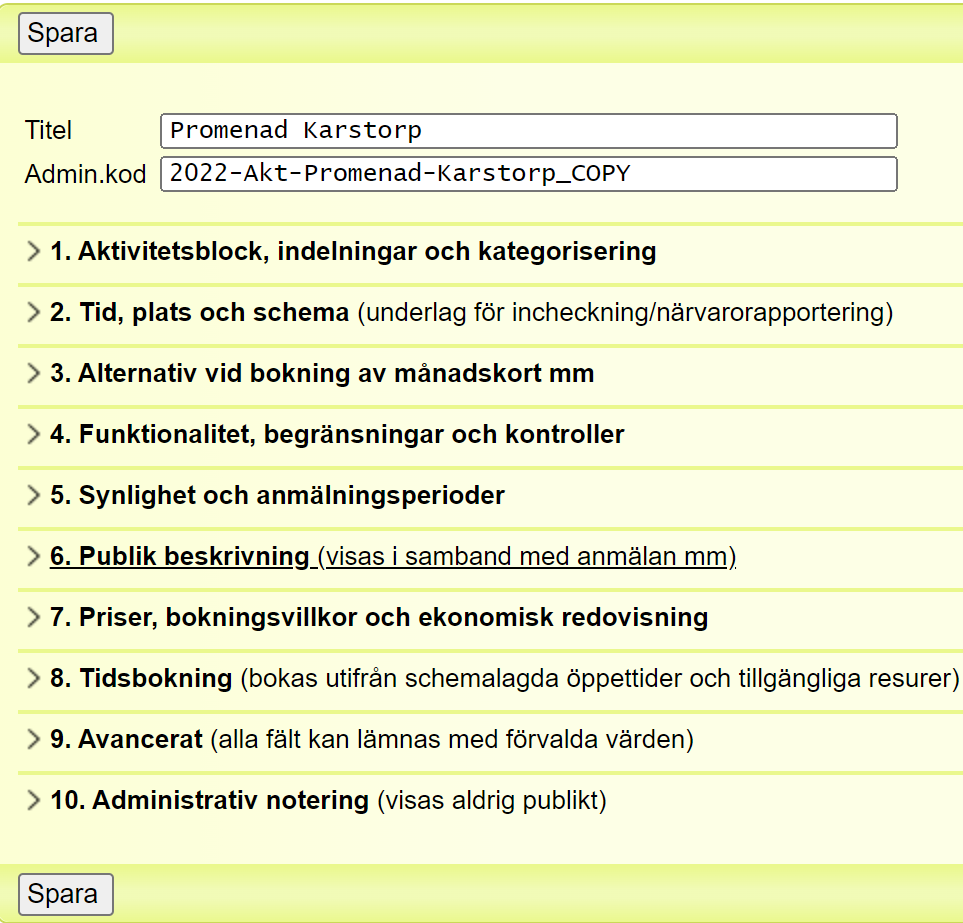 Spara
Titel Promenad Karstorp
Admin.kod 2022-Akt-Promenad-Karstorp_COPY
1. Aktivitetsblock, indelningar och kategorisering
2. Tid, plats och schema (underlag för incheckning/närvarorapportering)
3. Alternativ vid bokning av månadskort mm
4. Funktionalitet, begränsningar och kontroller
5. Synlighet och anmälningsperioder
6. Publik beskrivning (visas i samband med anmälan mm)
7. Priser, bokningsvillkor och ekonomisk redovisning
8. Tidsbokning (bokas utifrån schemalagda öppettider och tillgängliga resurer)
9. Avancerat (alla fält kan lämnas med förvalda värden)
10. Administrativ notering (visas aldrig publikt)
Spara